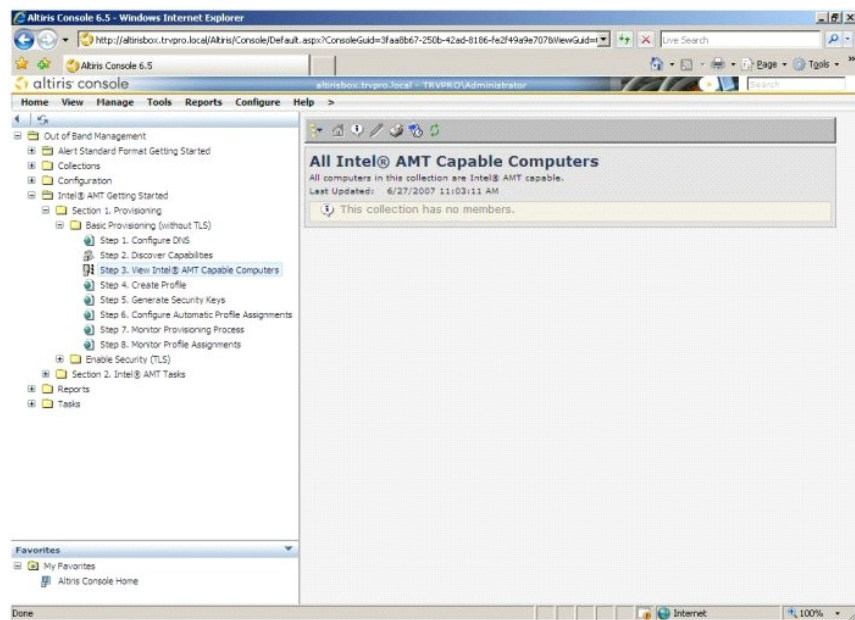 Altiris Console 6.5 - Windows Internet Explorer
http://altirisbox.trvpro.local/Altiris/Console/Default.aspx?ConsoleGuid=3faa8b67-250b-42ad-8186-fe2f49a9e707&ViewGuid=
Live Search
Altiris Console 6.5
Page
Tools
altiris console
altirisbox.trvpro.local - TRVPRO\Administrator
Search
Home View Manage Tools Reports Configure Help >
Out of Band Management
Alert Standard Format Getting Started
Collections
Configuration
Intel® AMT Getting Started
Section 1. Provisioning
Basic Provisioning (without TLS)
Step 1. Configure DNS
Step 2. Discover Capabilities
Step 3. View Intel® AMT Capable Computers
Step 4. Create Profile
Step 5. Generate Security Keys
Step 6. Configure Automatic Profile Assignments
Step 7. Monitor Provisioning Process
Step 8. Monitor Profile Assignments
Enable Security (TLS)
Section 2. Intel® AMT Tasks
Reports
Tasks
All Intel® AMT Capable Computers
All computers in this collection are Intel® AMT capable.
Last Updated: 6/27/2007 11:03:11 AM
This collection has no members.
Favorites
My Favorites
Altiris Console Home
Done
Internet
100%